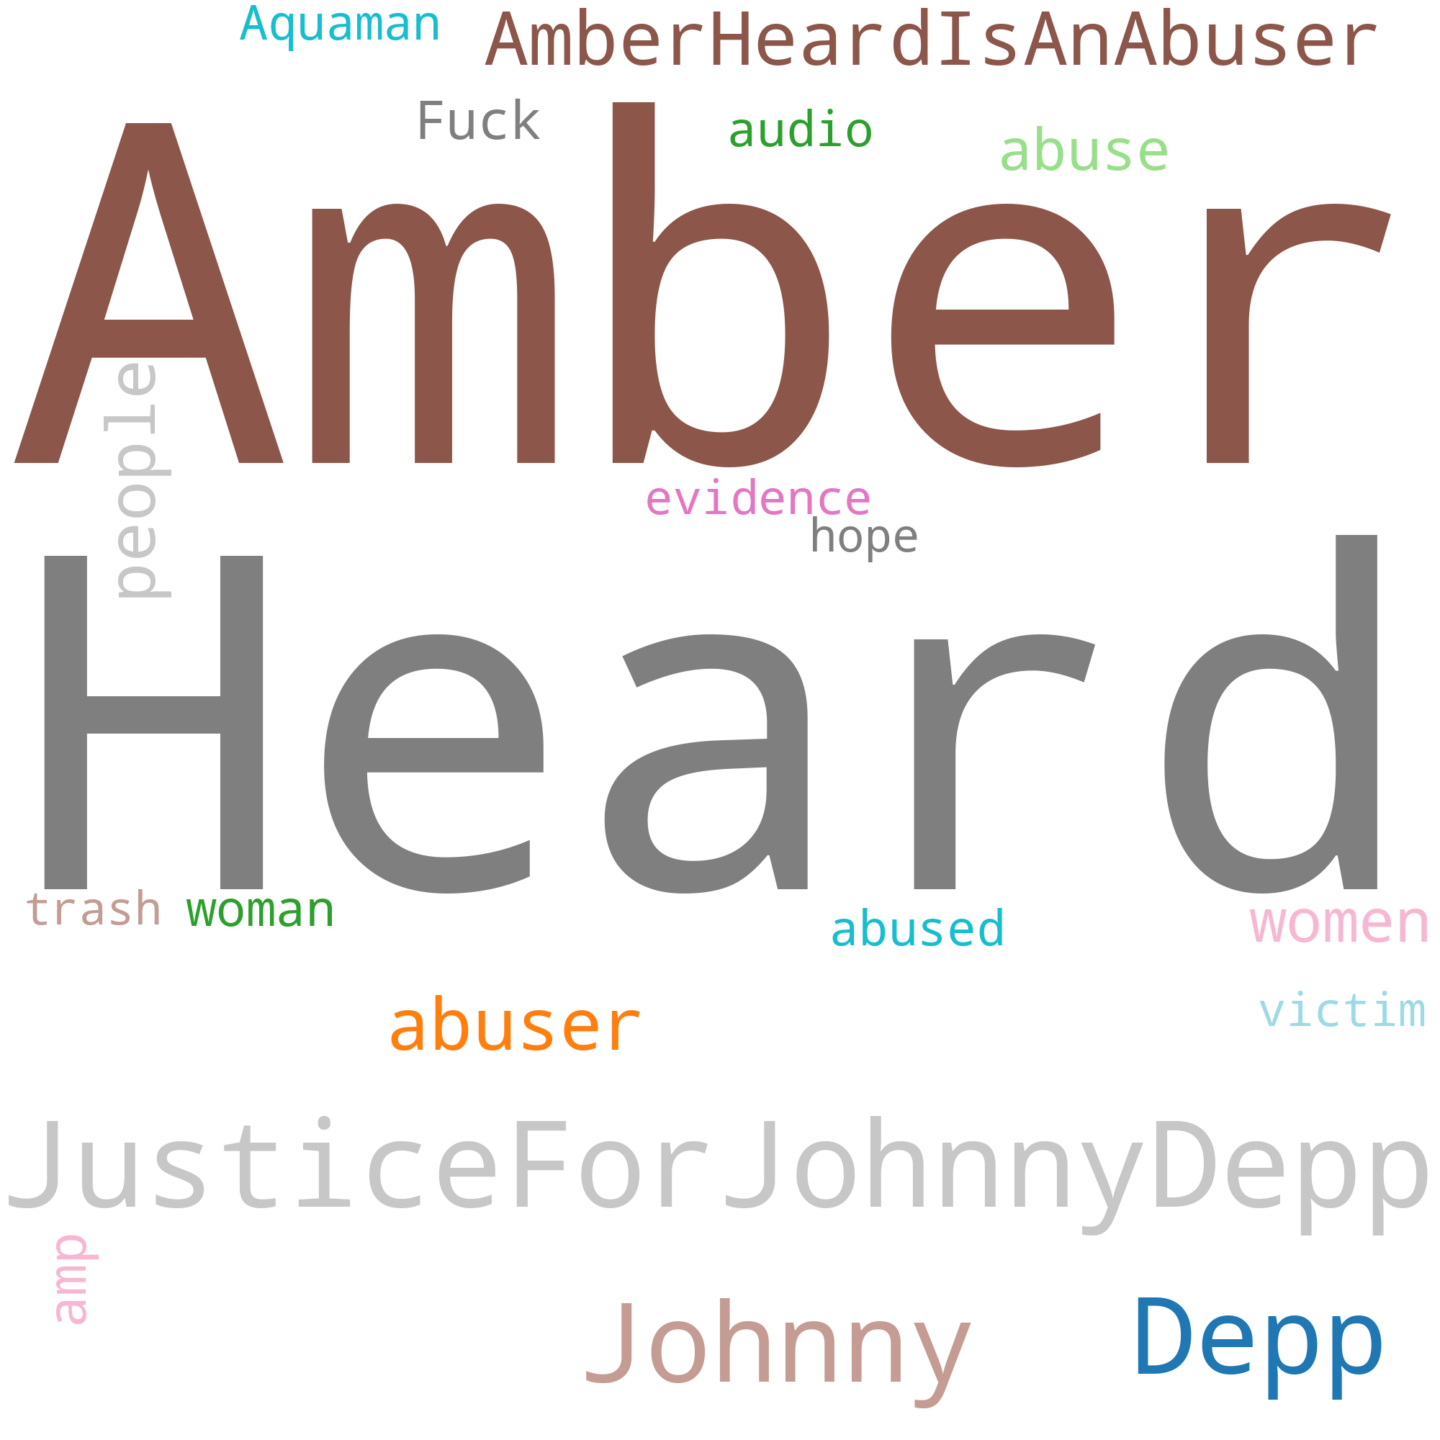 Aquaman
AmberHeardIsAnAbuser
Fuck
audio
abuse
Amber
people
evidence
hope
Heard
trash
woman
abused
women
victim
abuser
JusticeForJohnnyDepp
amp
Johnny
Depp